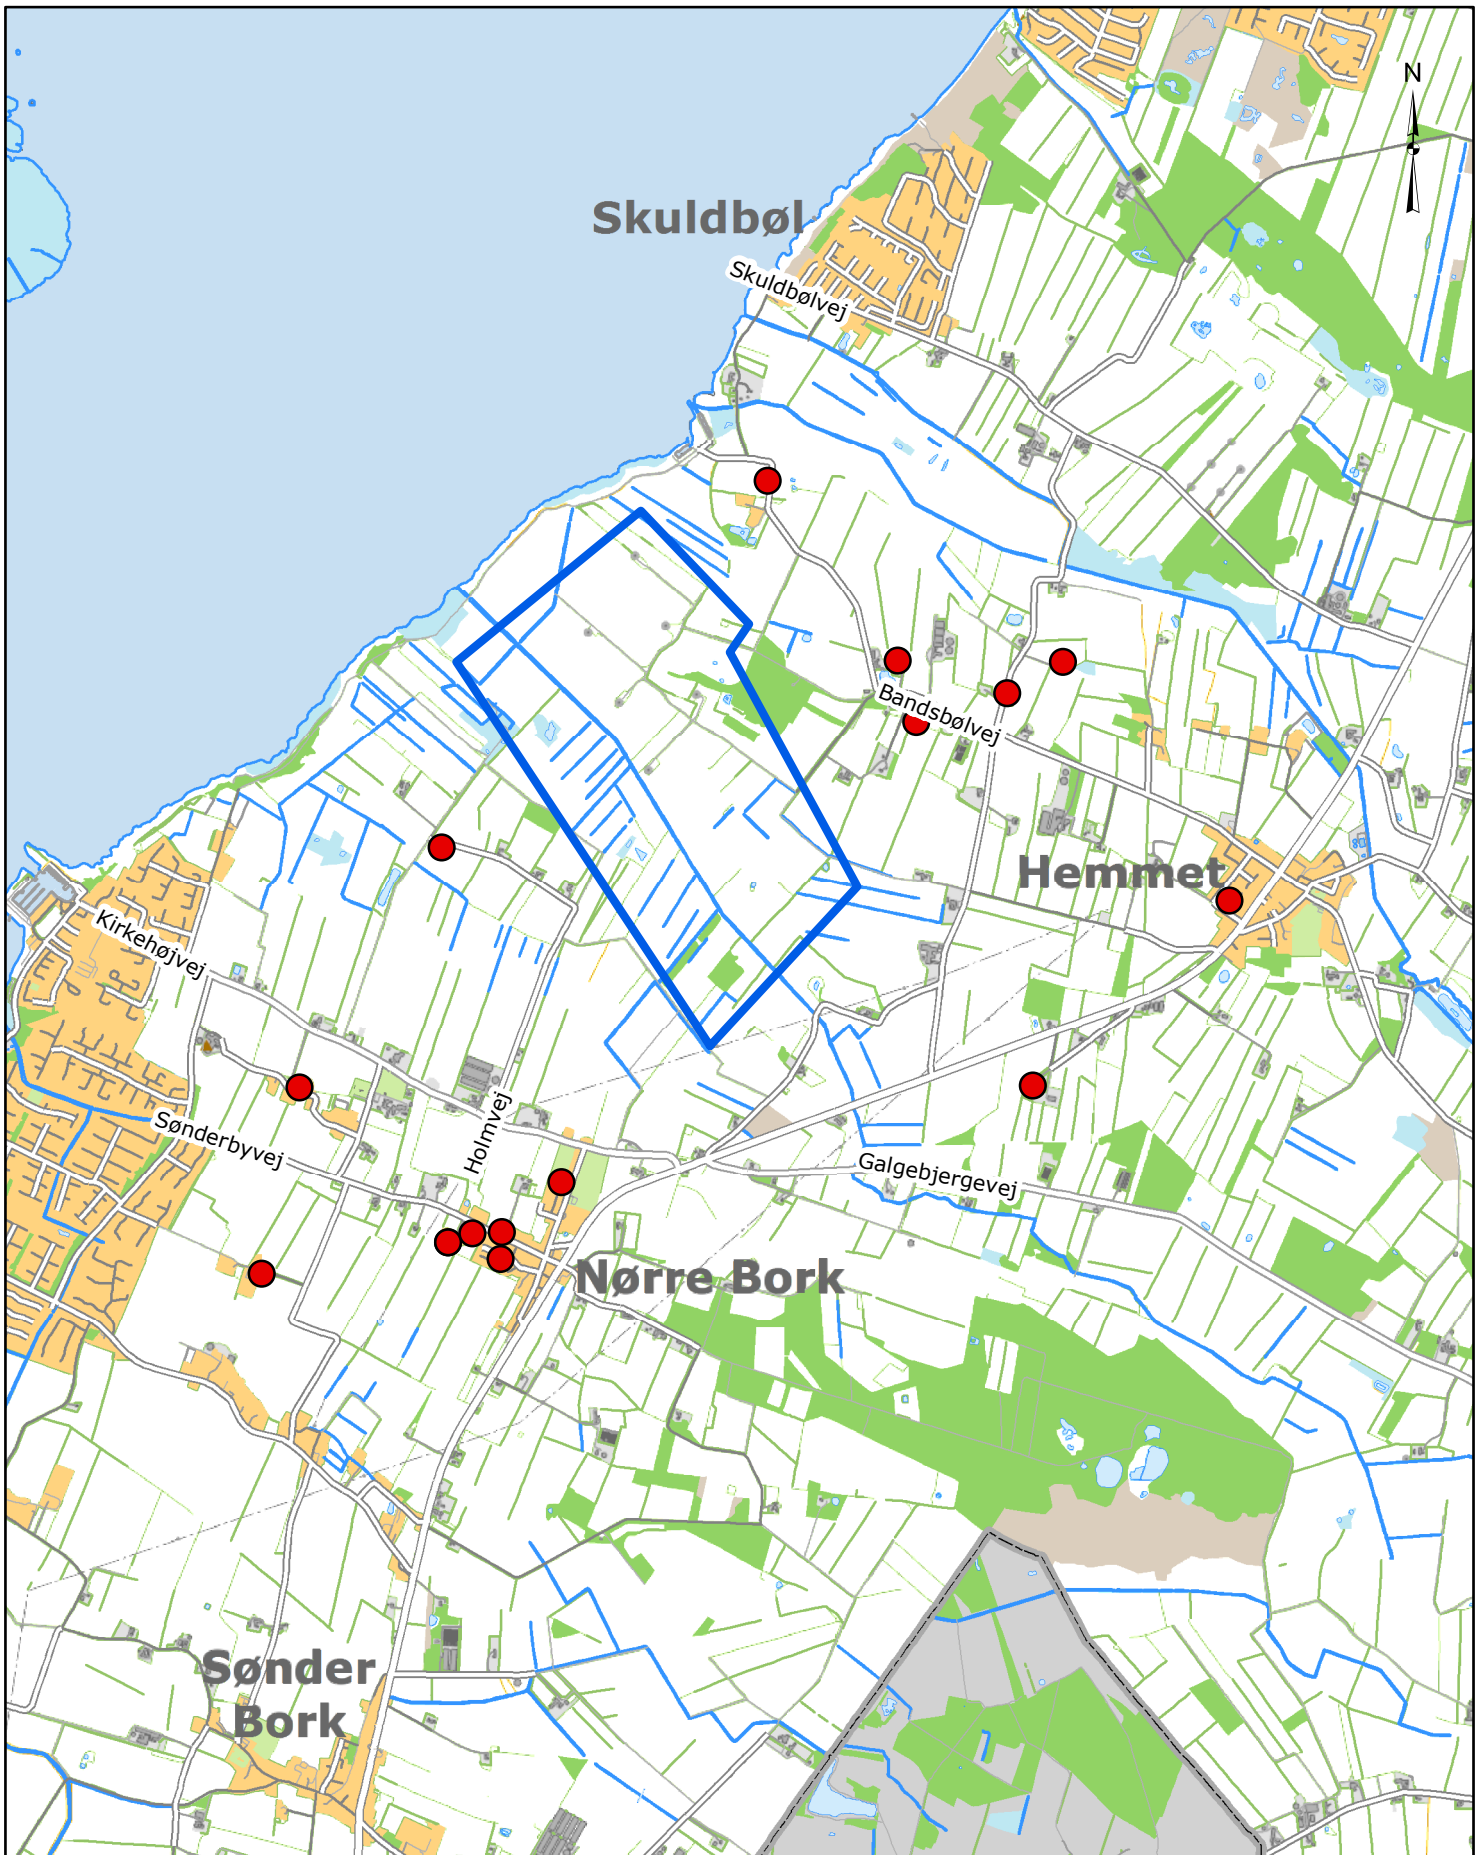 N
Skuldbøl
Skuldbølvej
Bandsbølvej
Hemmet
Kirkehøjvej
Holmvej
Sønderbyvej
Galgebjergevej
Nørre Bork
Sønder
Bork